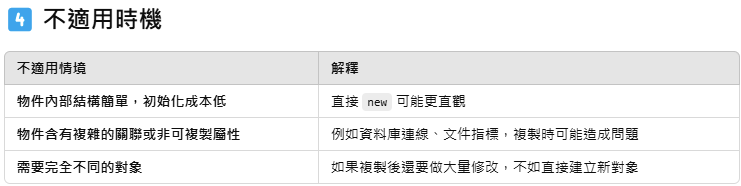 4 不適用時機
不適用情境 解釋
物件內部結構簡單，初始化成本低 直接 new 可能更直觀
物件含有複雜的關聯或非可複製屬性 例如資料庫連線、文件指標，複製時可能造成問題
需要完全不同的對象 如果複製後還要做大量修改，不如直接建立新對象